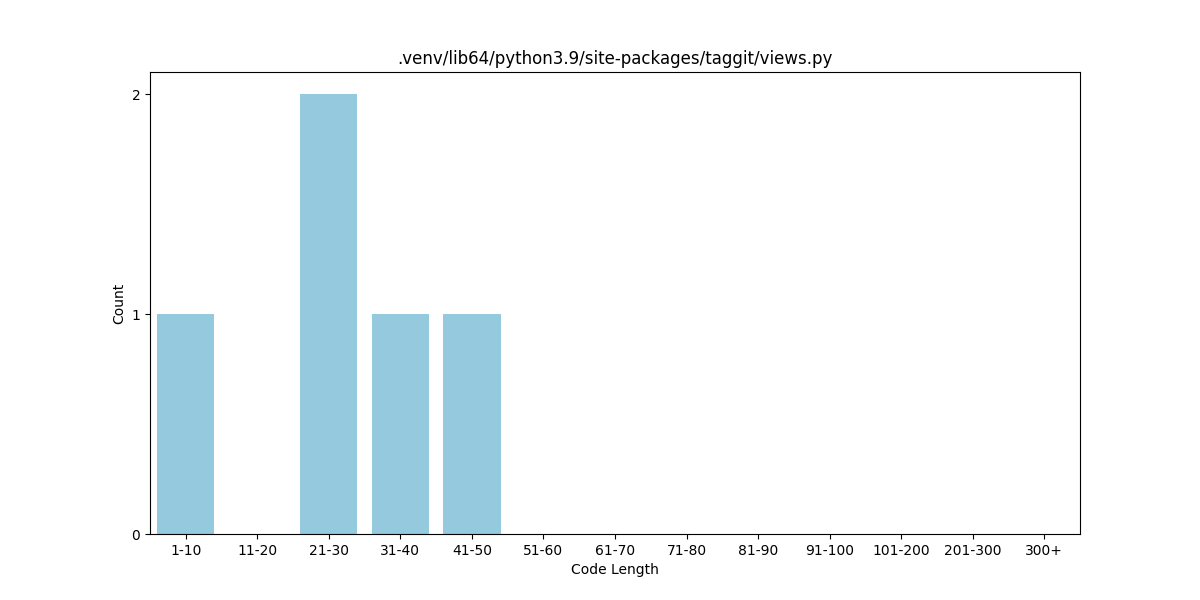 .venv/lib64/python3.9/site-packages/taggit/views.py
2
1
0
Count
1-10 11-20 21-30 31-40 41-50 51-60 61-70 71-80 81-90 91-100 101-200 201-300 300+
Code Length